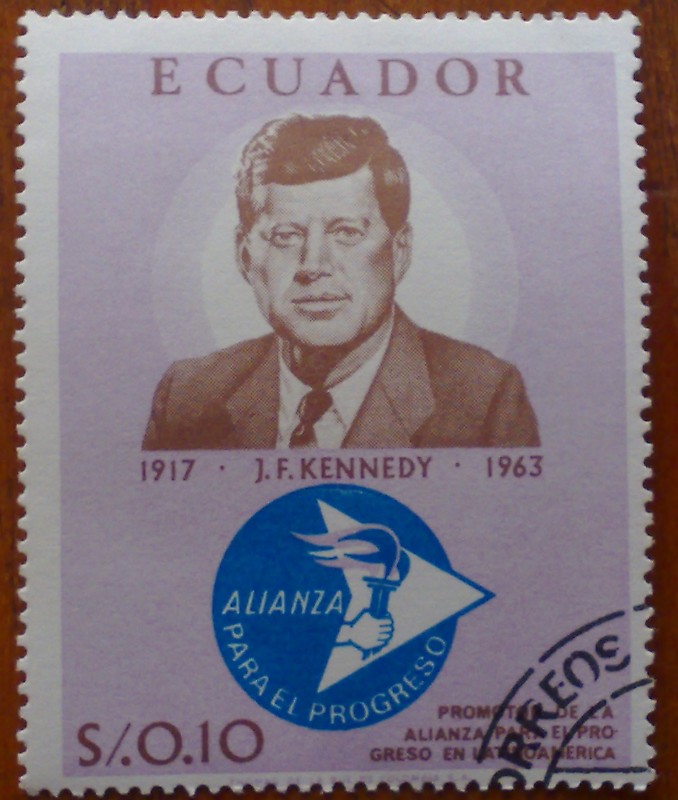 ECUADOR
1917 · J.F. KENNEDY · 1963
ALIANZA
PARA EL PROGRESO
S/.0.10
PROMOTOR DE LA
ALIANZA PARA EL PRO-
GRESO EN LATINOAMERICA
CORREOS